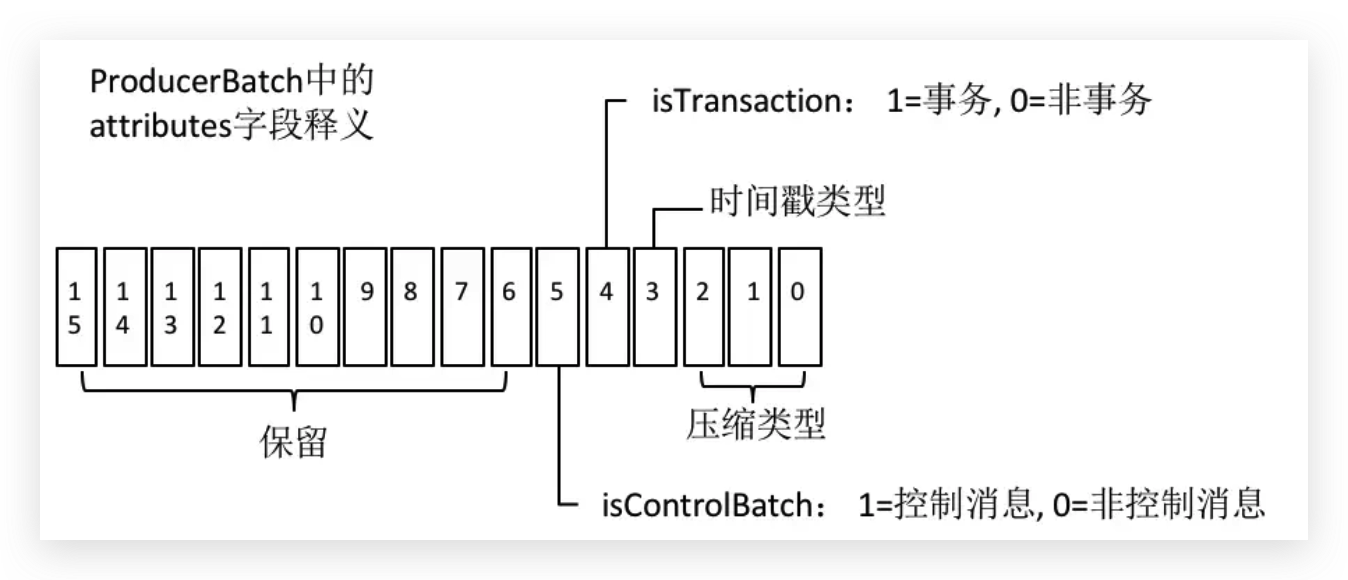 ProducerBatch中的
attributes字段释义
isTransaction： 1=事务, 0=非事务
时间戳类型
15 14 13 12 11 10 9 8 7 6 5 4 3 2 1 0
保留
压缩类型
isControlBatch： 1=控制消息, 0=非控制消息